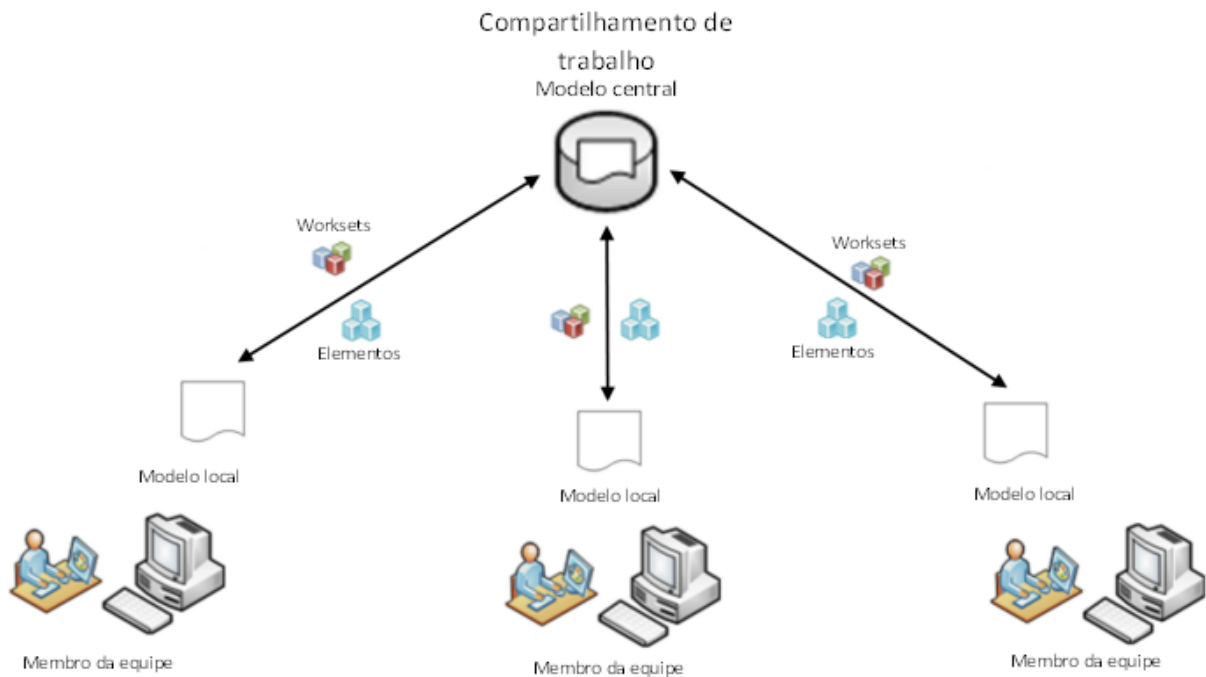 Compartilhamento de
trabalho
Modelo central
Worksets
Worksets
Elementos
Elementos
Modelo local
Modelo local
Modelo local
Membro da equipe
Membro da equipe
Membro da equipe